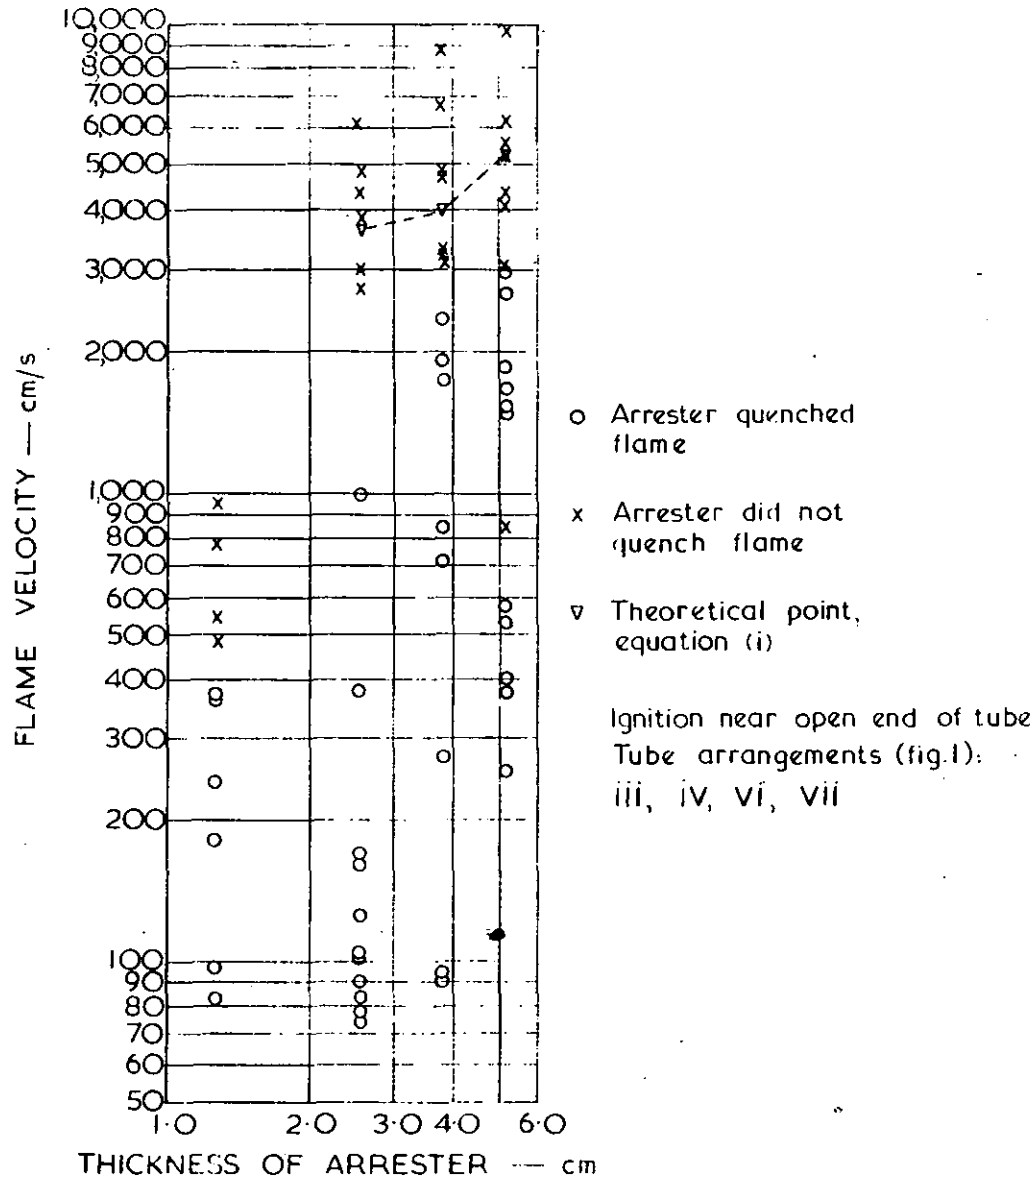 10,000
9,000
8,000
7,000
6,000
5,000
4,000
3,000
2,000
1,000
900
800
700
600
500
400
300
200
100
90
80
70
60
50
1·0 2·0 3·0 4·0 6·0
FLAME VELOCITY — cm/s
THICKNESS OF ARRESTER — cm
o Arrester quenched
flame
x Arrester did not
quench flame
▽ Theoretical point,
equation (i)
Ignition near open end of tube
Tube arrangements (fig.1):
iii, iv, vi, vii